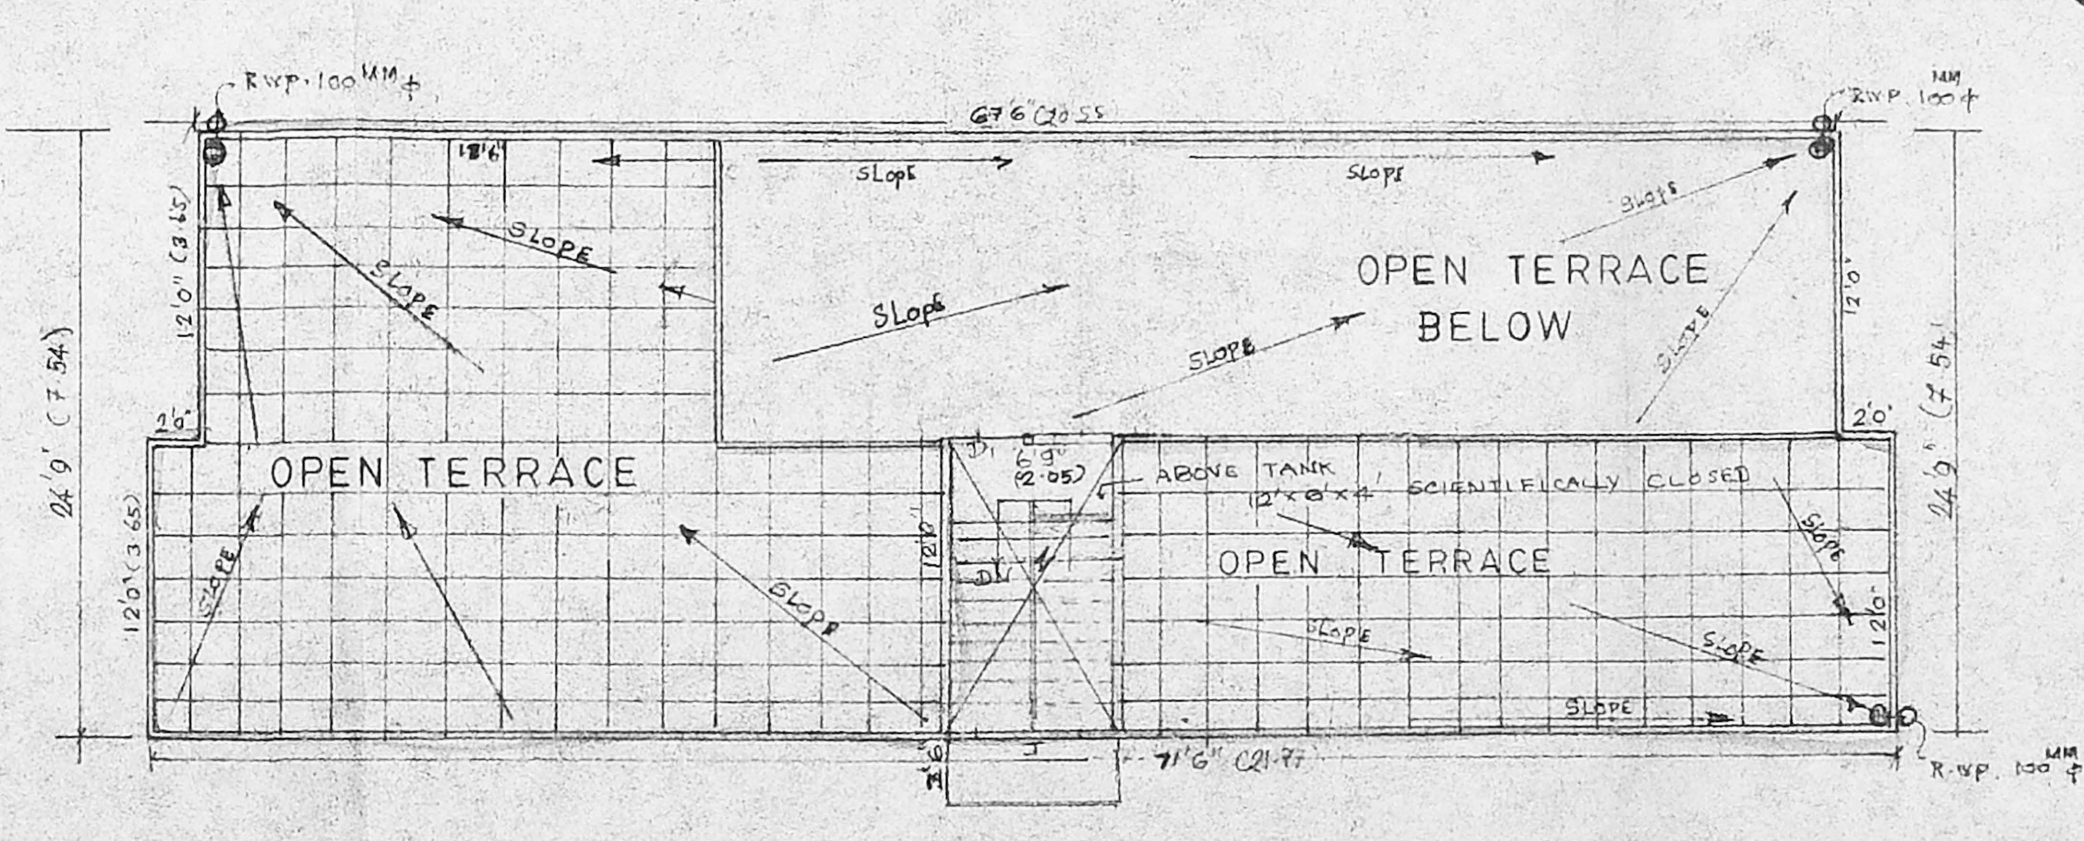 R.W.P. 100 MM φ
67'6" (20.55
MM
R.W.P. 100 φ
SLOPE
SLOPE
SLOPE
SLOPE
SLOPE
12'0" (3.65)
OPEN TERRACE
BELOW
12'0"
SLOPE
SLOPE
SLOPE
24'9" (7.54)
24'9" (7.54
2'0"
2'0"
D1
6'9"
(2.05)
OPEN TERRACE
ABOVE TANK
12'x8'x4' SCIENTIFICALLY CLOSED
12'0" (3.65)
SLOPE
12'0"
DN
SLOPE
OPEN TERRACE
SLOPE
12'0"
SLOPE
SLOPE
SLOPE
71'6" (21.77)
R.W.P. 100 MM φ